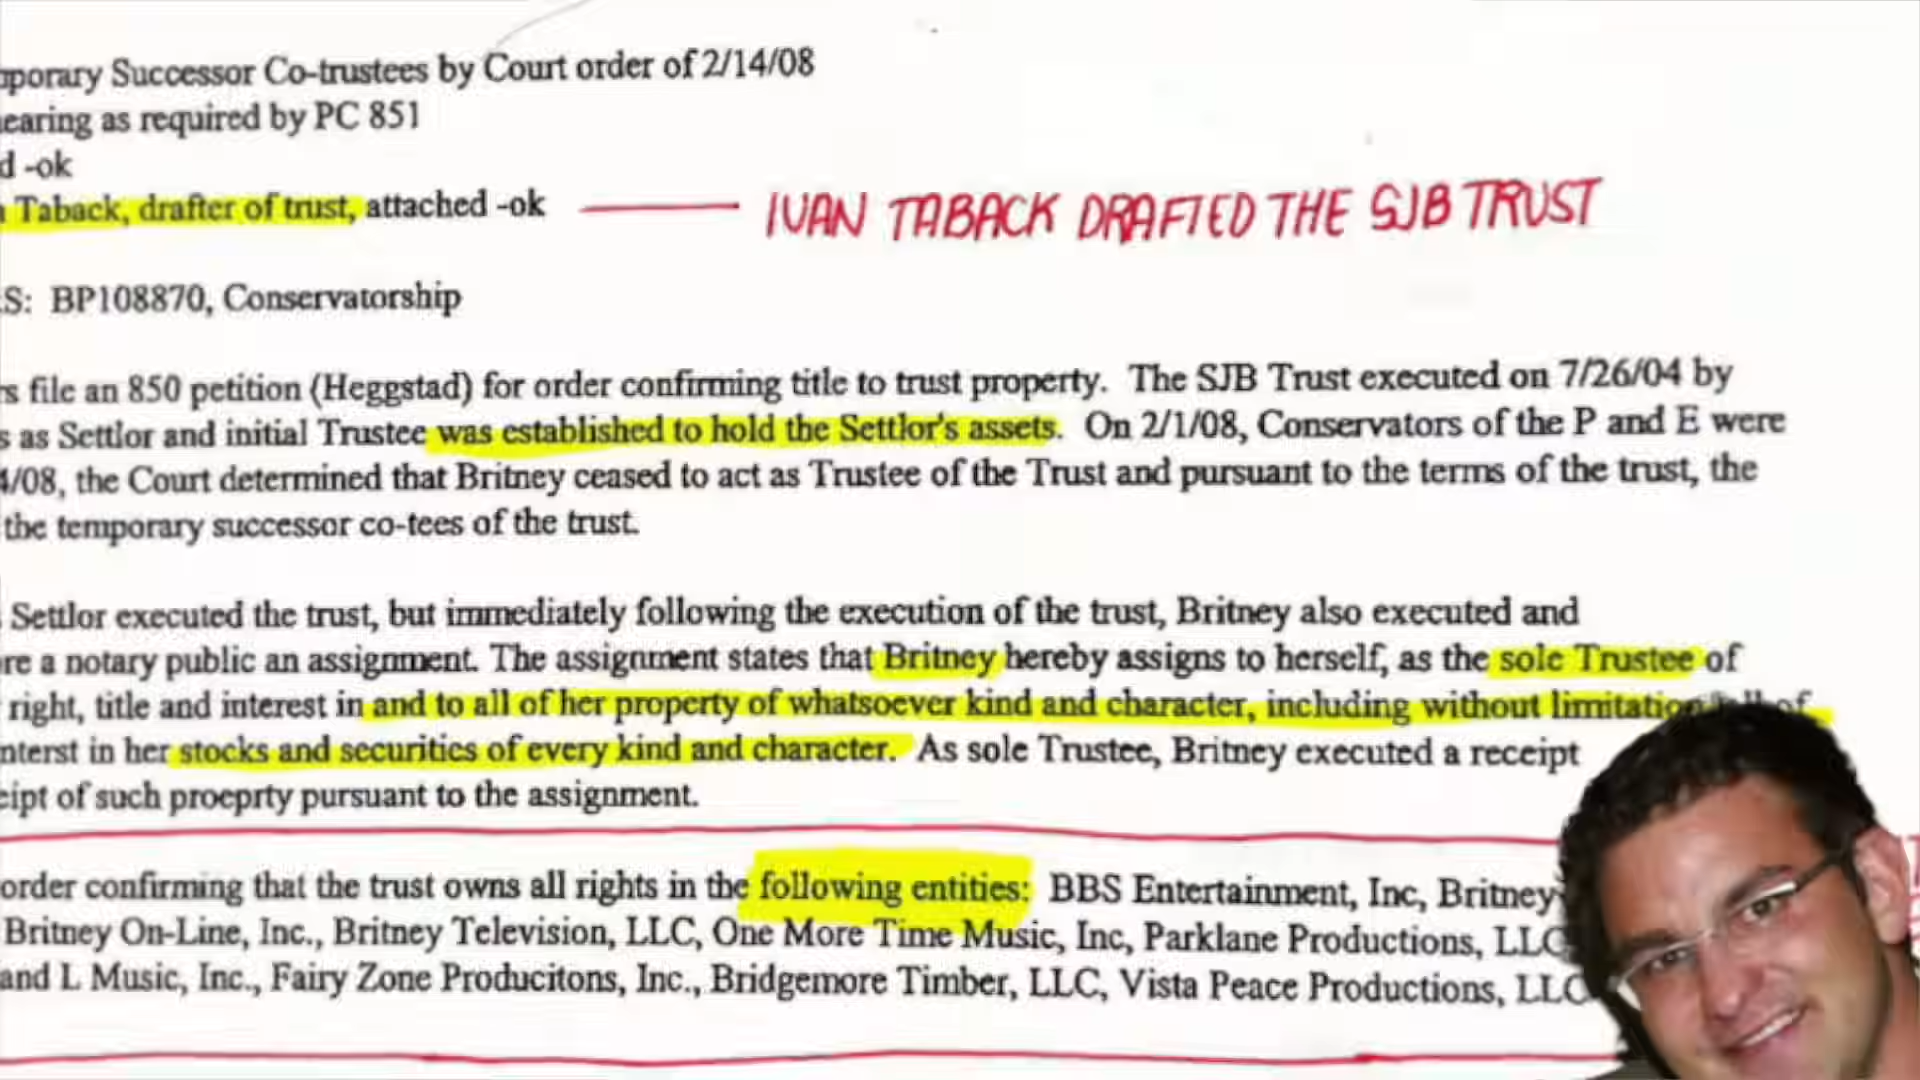 porary Successor Co-trustees by Court order of 2/14/08
earing as required by PC 851
d -ok
Taback, drafter of trust, attached -ok
IVAN TABACK DRAFTED THE SJB TRUST
S: BP108870, Conservatorship
s file an 850 petition (Heggstad) for order confirming title to trust property. The SJB Trust executed on 7/26/04 by
s as Settlor and initial Trustee was established to hold the Settlor's assets. On 2/1/08, Conservators of the P and E were
4/08, the Court determined that Britney ceased to act as Trustee of the Trust and pursuant to the terms of the trust, the
the temporary successor co-tees of the trust.
Settlor executed the trust, but immediately following the execution of the trust, Britney also executed and
re a notary public an assignment. The assignment states that Britney hereby assigns to herself, as the sole Trustee of
right, title and interest in and to all of her property of whatsoever kind and character, including without limitation all of
nterst in her stocks and securities of every kind and character. As sole Trustee, Britney executed a receipt
eipt of such proeprty pursuant to the assignment.
order confirming that the trust owns all rights in the following entities: BBS Entertainment, Inc, Britney
Britney On-Line, Inc., Britney Television, LLC, One More Time Music, Inc, Parklane Productions, LLC
and L Music, Inc., Fairy Zone Producitons, Inc., Bridgemore Timber, LLC, Vista Peace Productions, LLC